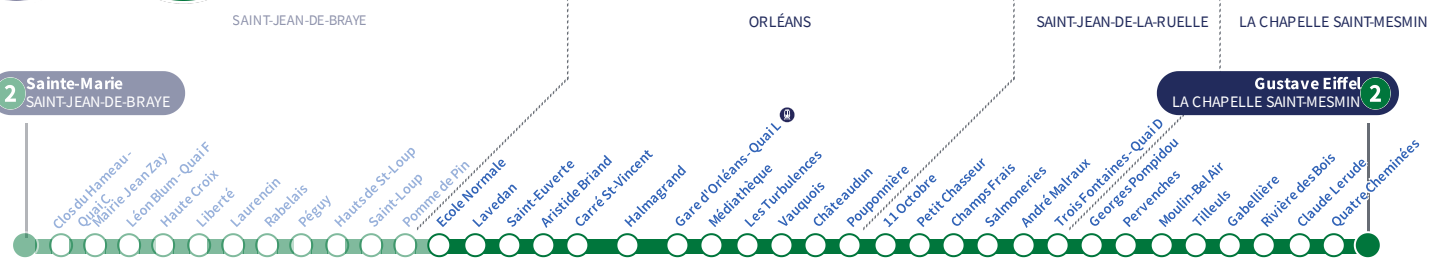 SAINT-JEAN-DE-BRAYE
ORLÉANS
SAINT-JEAN-DE-LA-RUELLE
LA CHAPELLE SAINT-MESMIN
2
Sainte-Marie
SAINT-JEAN-DE-BRAYE
Gustave Eiffel
LA CHAPELLE SAINT-MESMIN
2
Clos du Hameau -
Quai C
Mairie Jean Zay
Léon Blum - Quai F
Haute Croix
Liberté
Laurencin
Rabelais
Péguy
Hauts de St-Loup
Saint-Loup
Pomme de Pin
Ecole Normale
Lavedan
Saint-Euverte
Aristide Briand
Carré St-Vincent
Halmagrand
Gare d'Orléans - Quai L
Médiathèque
Les Turbulences
Vauquois
Châteaudun
Pouponnière
11 Octobre
Petit Chasseur
Champs Frais
Salmoneries
André Malraux
Trois Fontaines - Quai D
Georges Pompidou
Pervenches
Moulin-Bel Air
Tilleuls
Gabellière
Rivière des Bois
Claude Lerude
Quatre Cheminées